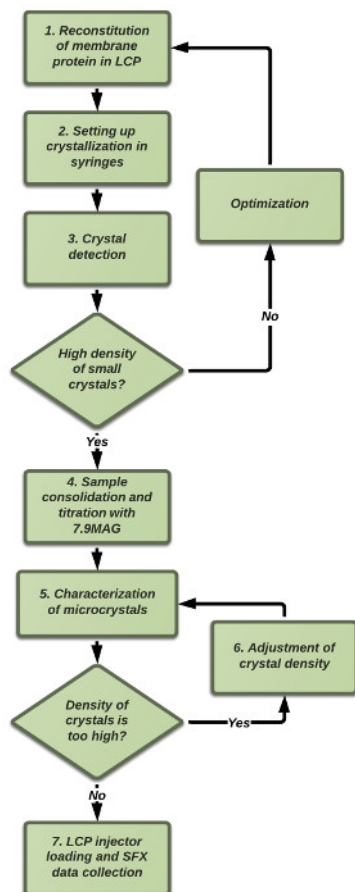 1. Reconstitution
of membrane
protein in LCP
2. Setting up
crystallization in
syringes
Optimization
3. Crystal
detection
No
High density
of small
crystals?
Yes
4. Sample
consolidation and
titration with
7.9MAG
5. Characterization
of microcrystals
6. Adjustment of
crystal density
Density of
crystals is
too high?
Yes
No
7. LCP injector
loading and SFX
data collection